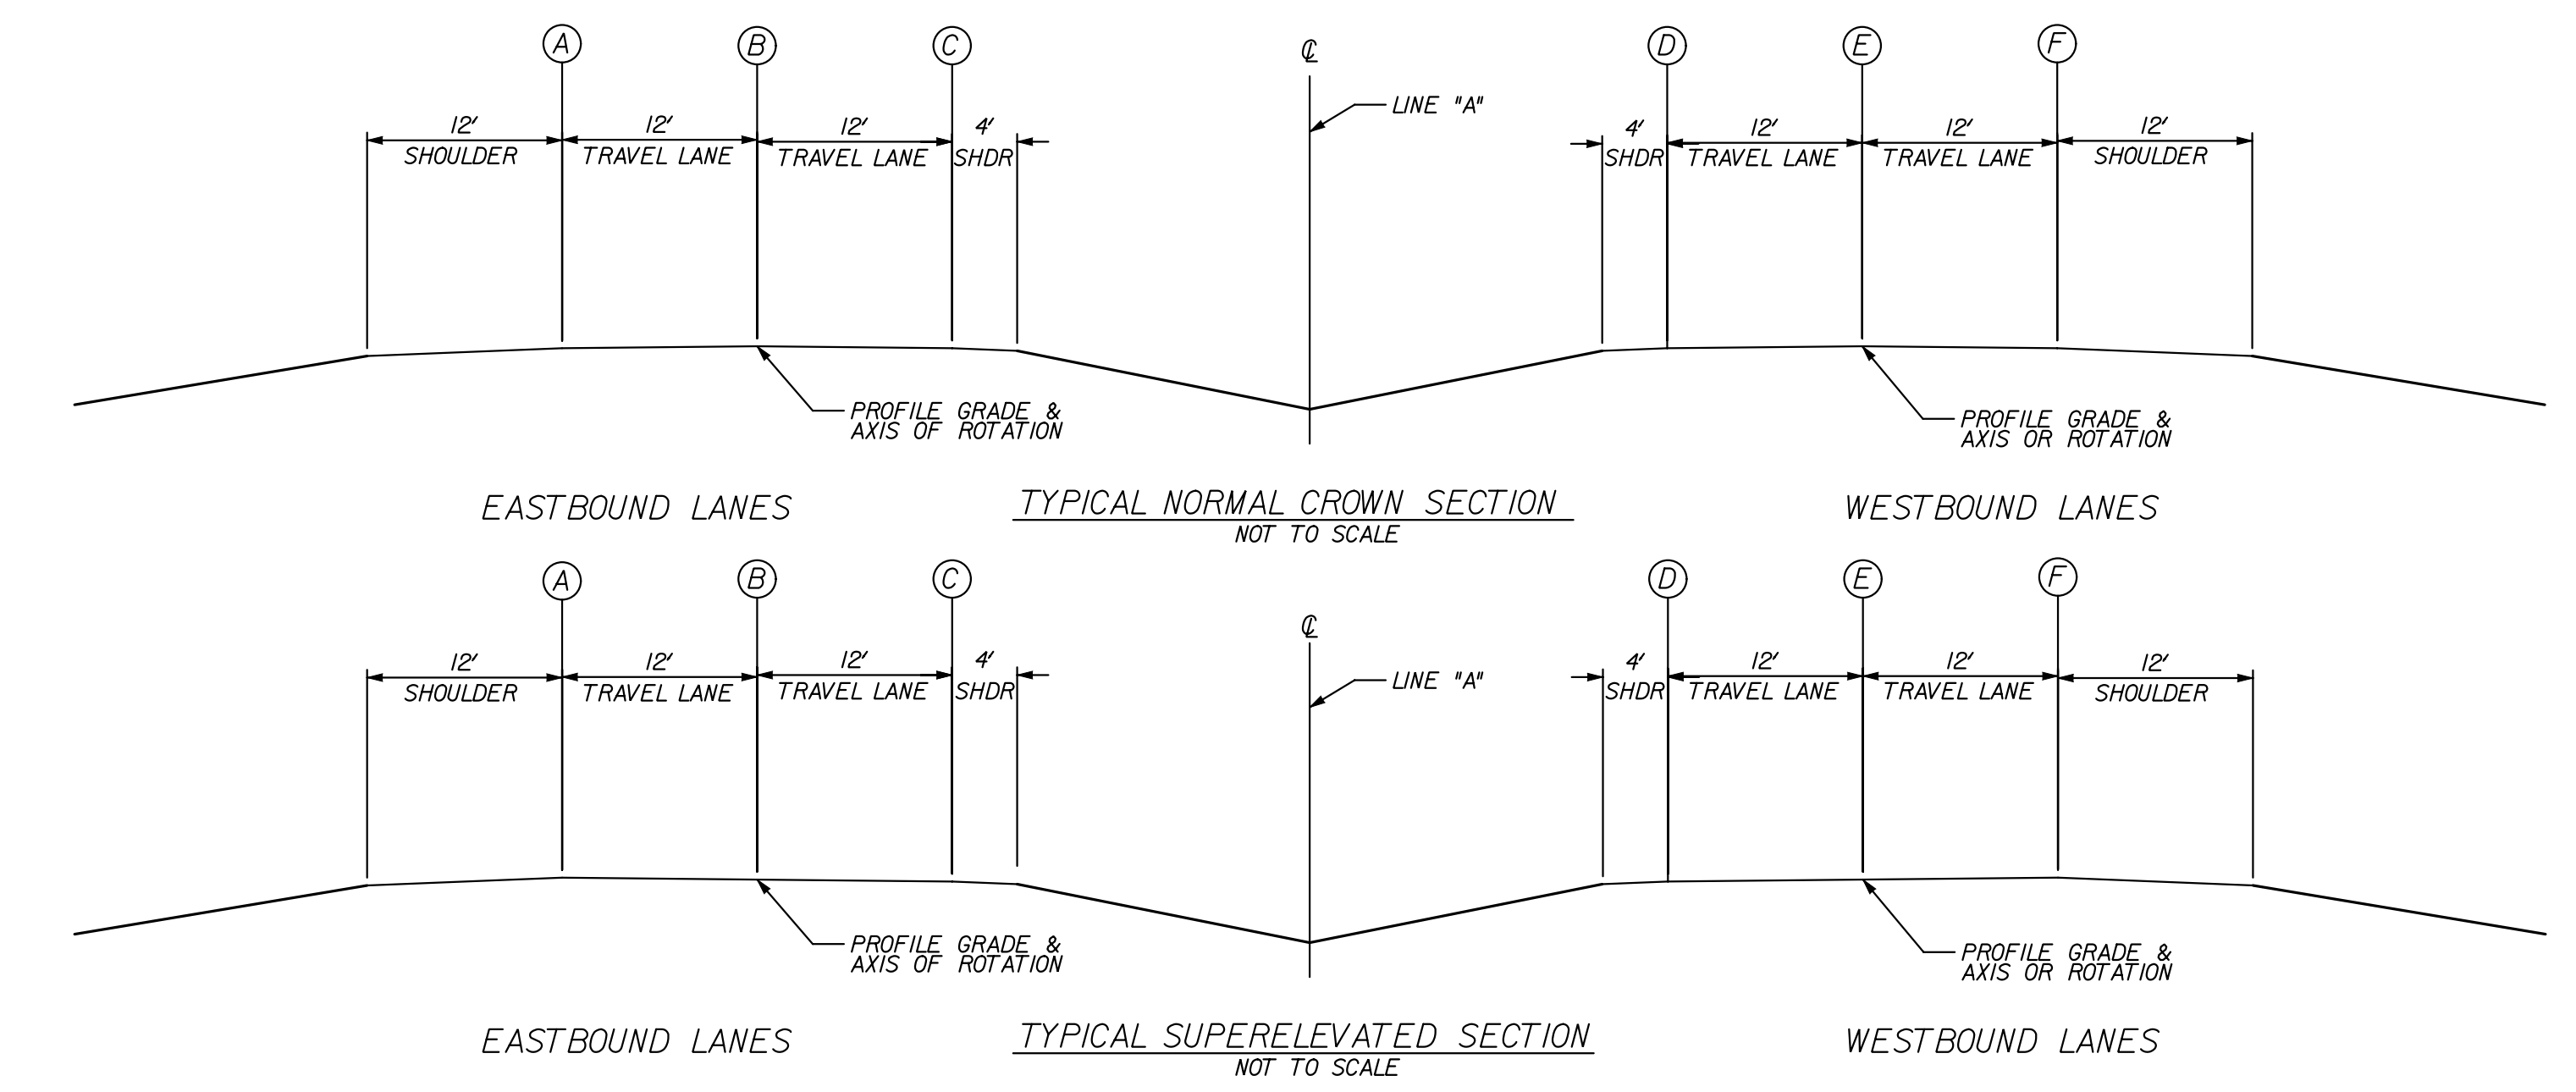 A B C ℄ D E F
LINE "A"
12' 12' 12' 4' 4' 12' 12' 12'
SHOULDER TRAVEL LANE TRAVEL LANE SHDR SHDR TRAVEL LANE TRAVEL LANE SHOULDER
PROFILE GRADE &
AXIS OF ROTATION
PROFILE GRADE &
AXIS OR ROTATION
EASTBOUND LANES
TYPICAL NORMAL CROWN SECTION
NOT TO SCALE
WESTBOUND LANES
A B C D E F
℄
LINE "A"
12' 12' 12' 4' 4' 12' 12' 12'
SHOULDER TRAVEL LANE TRAVEL LANE SHDR SHDR TRAVEL LANE TRAVEL LANE SHOULDER
PROFILE GRADE &
AXIS OF ROTATION
PROFILE GRADE &
AXIS OR ROTATION
EASTBOUND LANES
TYPICAL SUPERELEVATED SECTION
NOT TO SCALE
WESTBOUND LANES